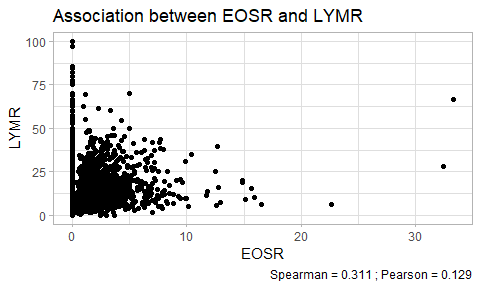 Association between EOSR and LYMR
100
75
50
25
0
LYMR
0 10 20 30
EOSR
Spearman = 0.311 ; Pearson = 0.129